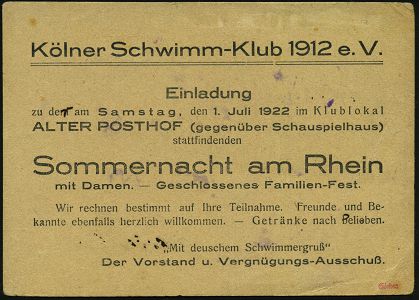 Kölner Schwimm-Klub 1912 e. V.
Einladung
zu der am Samstag, den 1. Juli 1922 im Klublokal
ALTER POSTHOF (gegenüber Schauspielhaus)
stattfindenden
Sommernacht am Rhein
mit Damen. — Geschlossenes Familien-Fest.
Wir rechnen bestimmt auf Ihre Teilnahme. Freunde und Be-
kannte ebenfalls herzlich willkommen. — Getränke nach Belieben.
„Mit deuschem Schwimmergruß"
Der Vorstand u. Vergnügungs-Ausschuß.